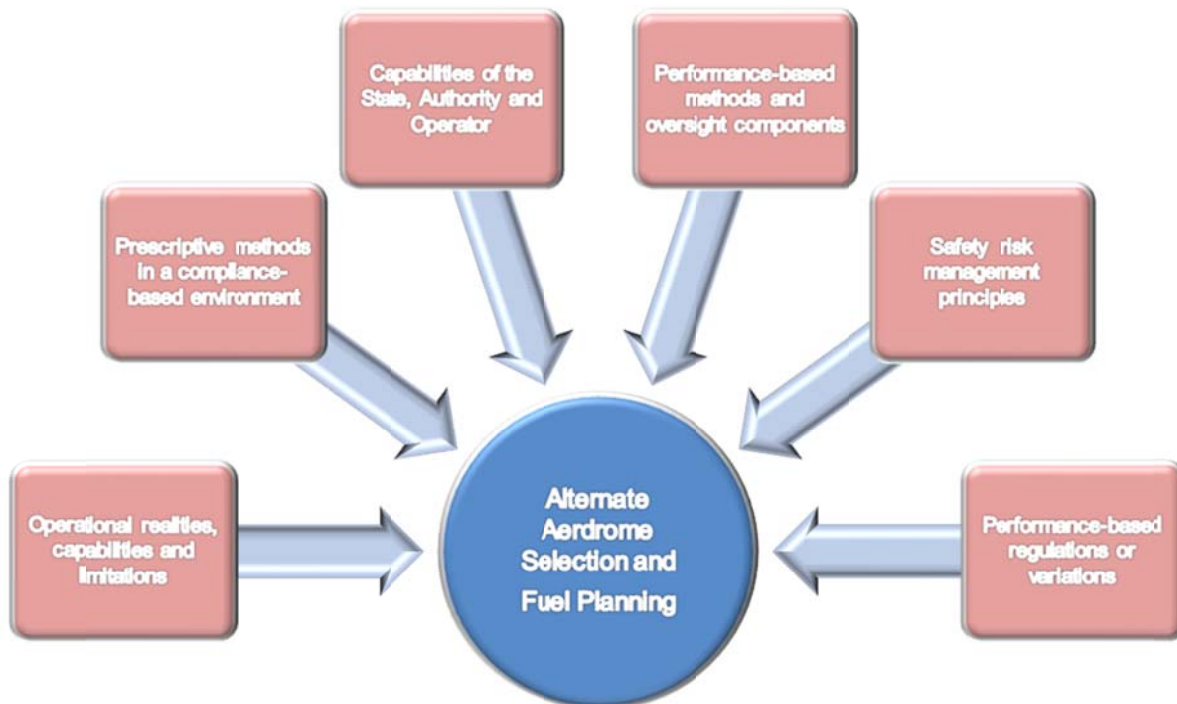 Capabilities of the
State, Authority and
Operator
Performance-based
methods and
oversight components
Prescriptive methods
in a compliance-
based environment
Safety risk
management
principles
Operational realities,
capabilities and
limitations
Alternate
Aerdrome
Selection and
Fuel Planning
Performance-based
regulations or
variations